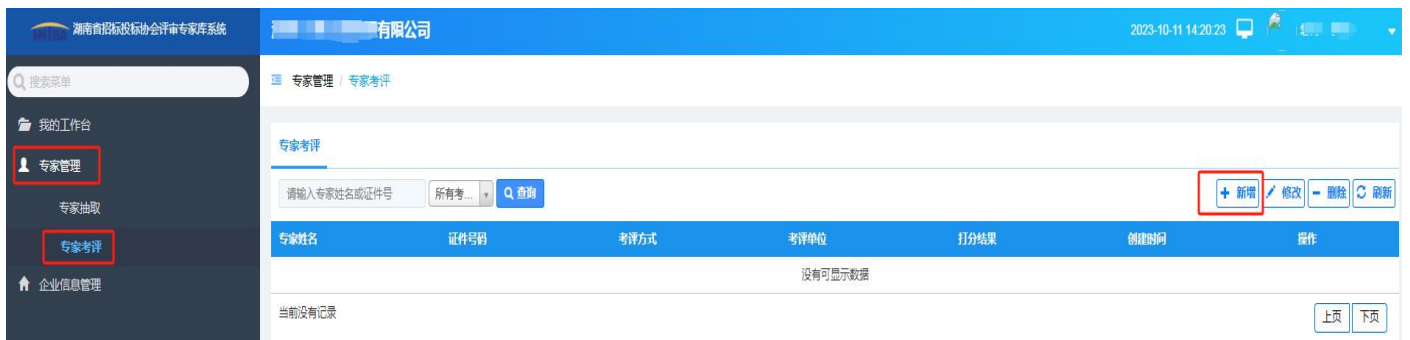 湖南省招标投标协会评审专家库系统
有限公司
2023-10-11 14:20:23
搜索菜单
专家管理 / 专家考评
我的工作台
专家管理
专家抽取
专家考评
企业信息管理
专家考评
请输入专家姓名或证件号 所有考... 查询 新增 修改 删除 刷新
专家姓名 证件号码 考评方式 考评单位 打分结果 创建时间 操作
没有可显示数据
当前没有记录 上页 下页